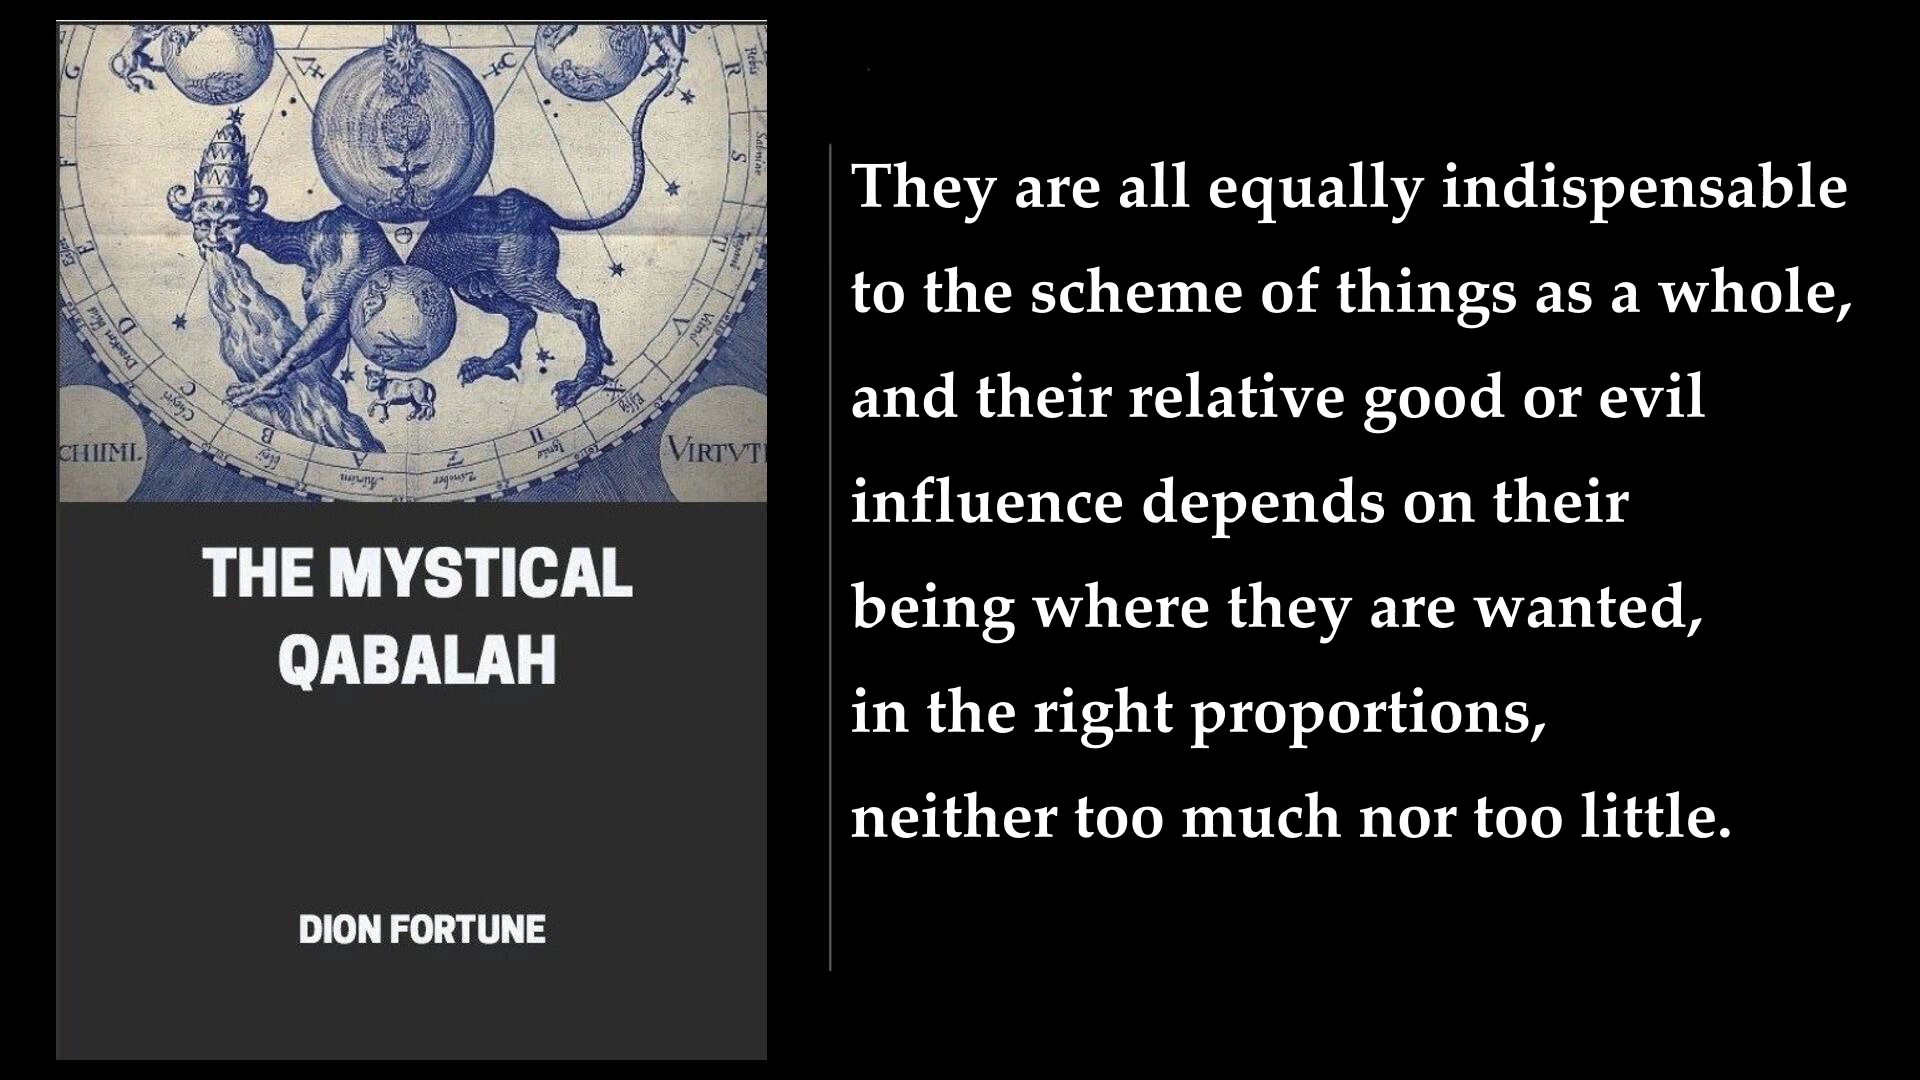 CHIIMI.
VIRTVTI
THE MYSTICAL
QABALAH
DION FORTUNE
They are all equally indispensable
to the scheme of things as a whole,
and their relative good or evil
influence depends on their
being where they are wanted,
in the right proportions,
neither too much nor too little.